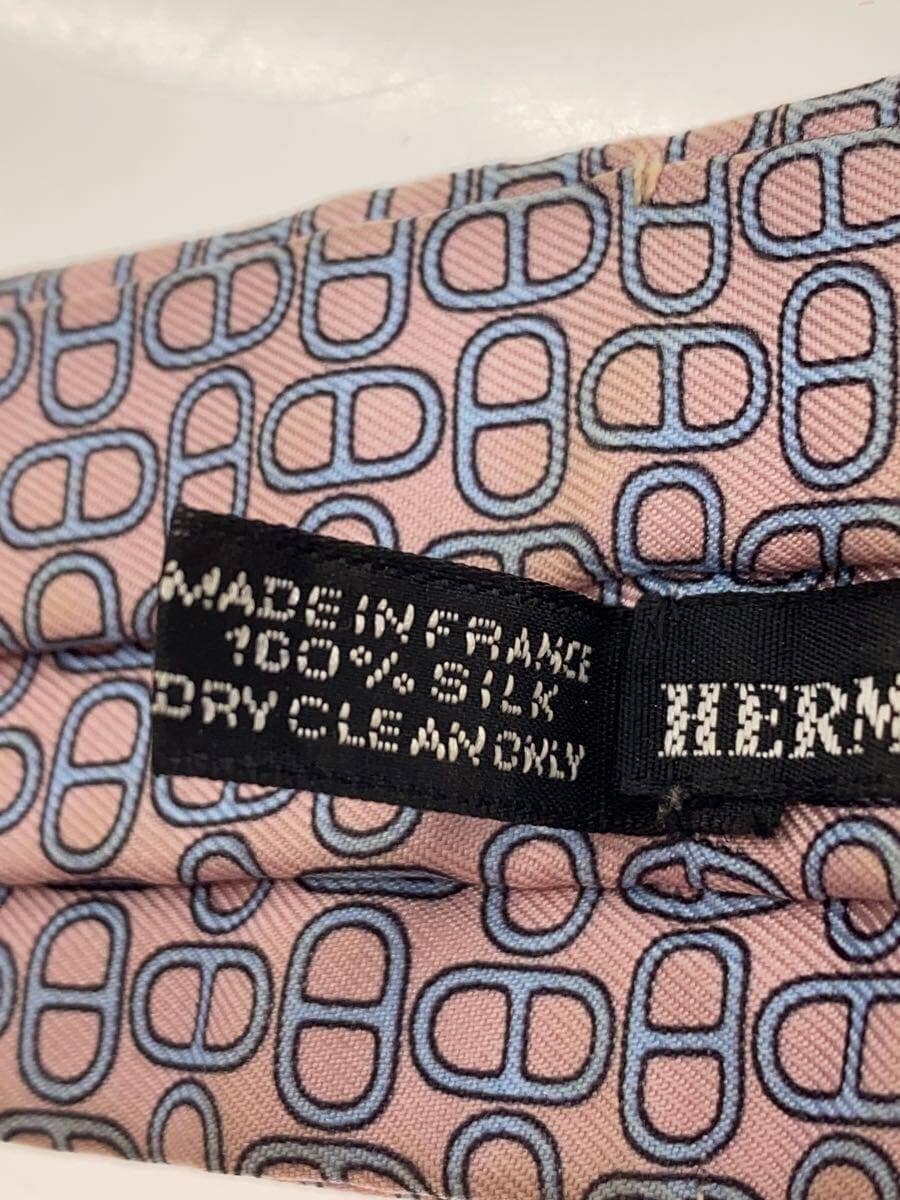 MADE IN FRANCE
100% SILK
DRY CLEAN ONLY
HERM